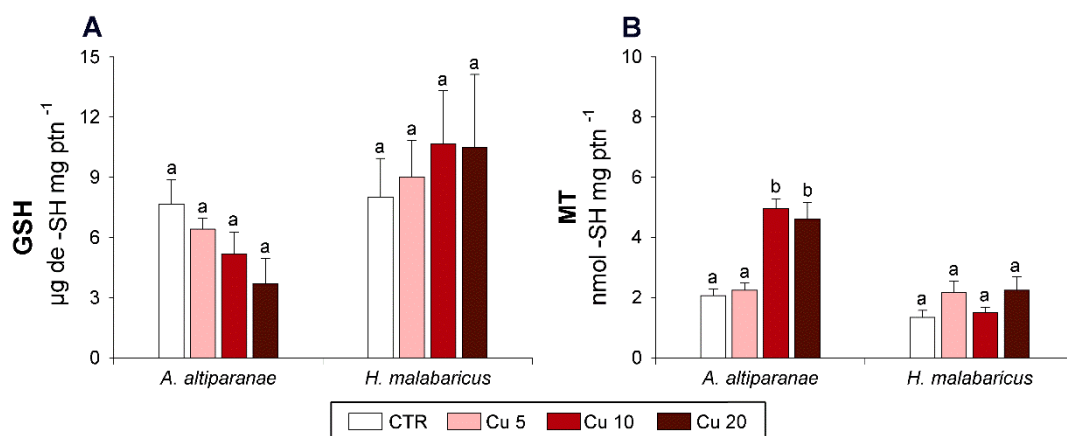 A
GSH
µg de -SH mg ptn -1
15
12
9
6
3
0
a
a
a
a
a
a
a
a
A. altiparanae
H. malabaricus
B
MT
nmol -SH mg ptn -1
10
8
6
4
2
0
a
a
b
b
a
a
a
a
A. altiparanae
H. malabaricus
CTR Cu 5 Cu 10 Cu 20